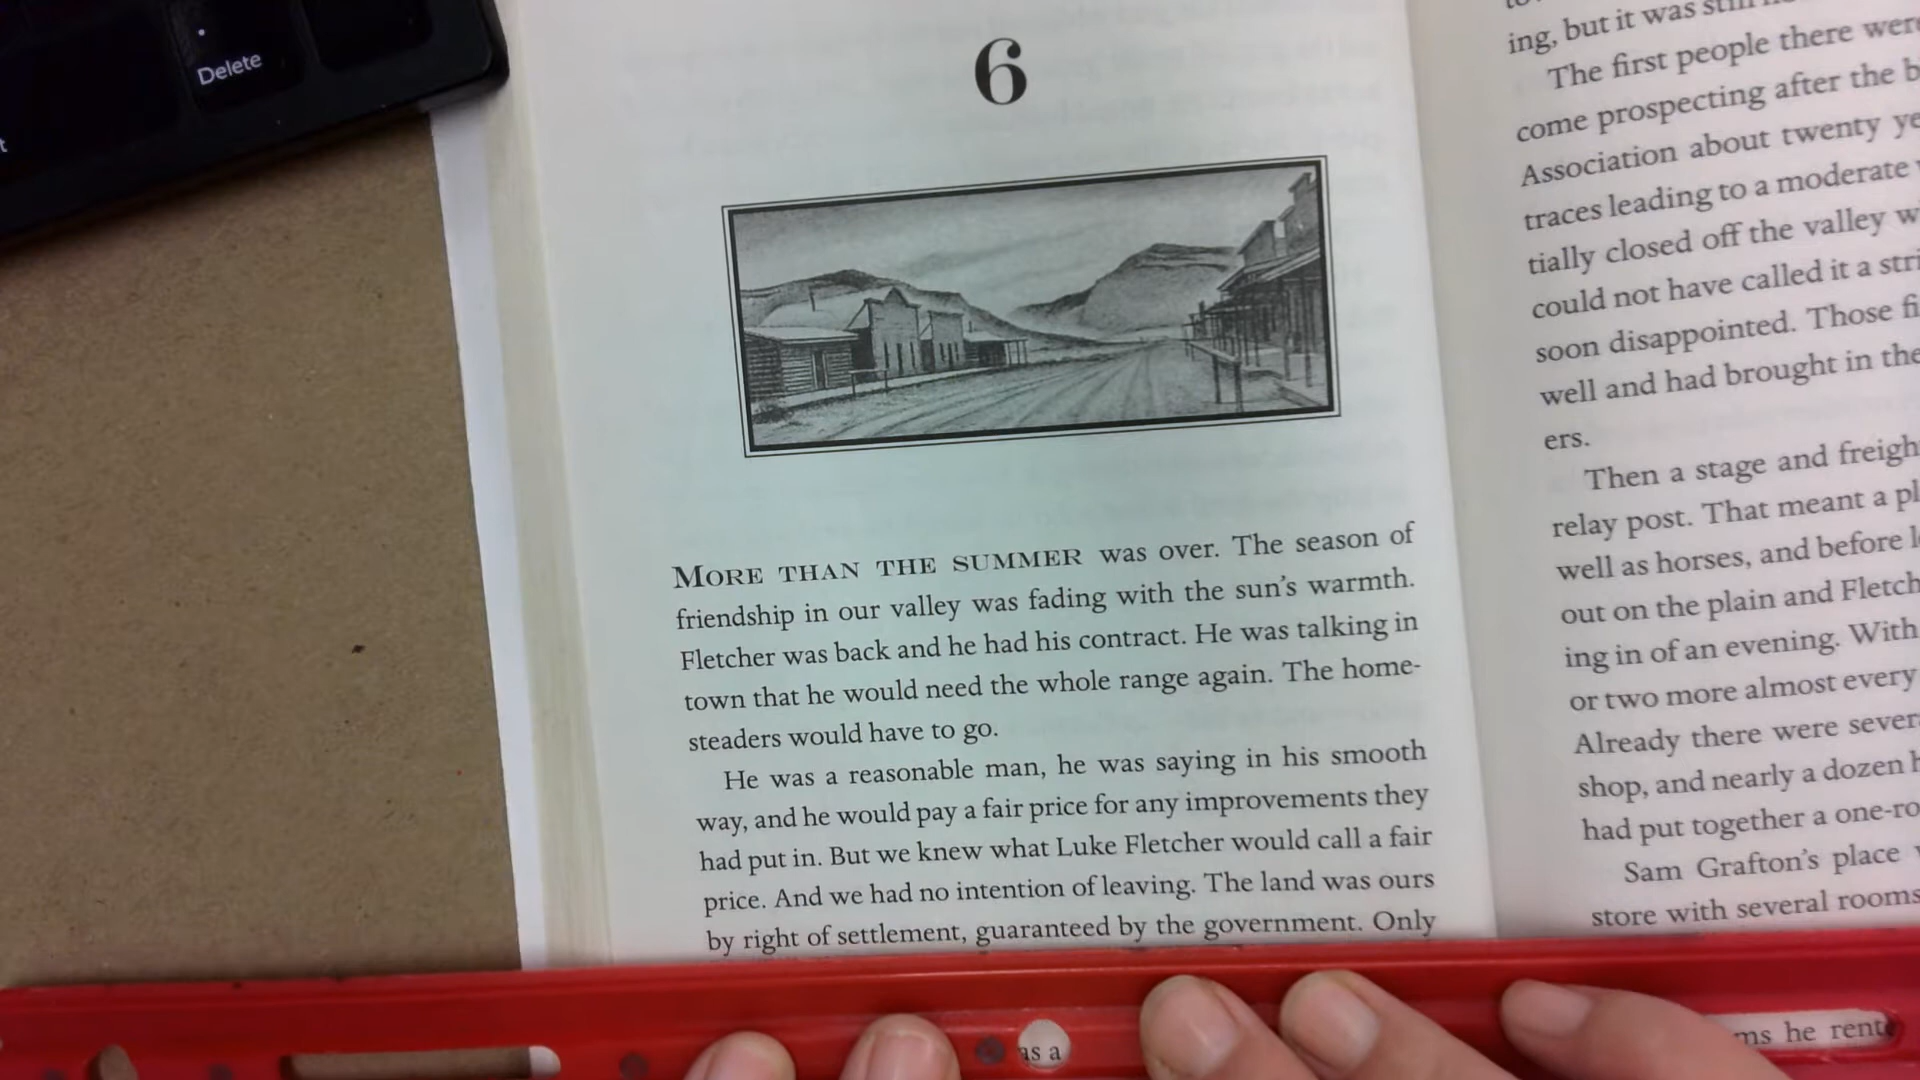 Delete
6
MORE THAN THE SUMMER was over. The season of
friendship in our valley was fading with the sun's warmth.
Fletcher was back and he had his contract. He was talking in
town that he would need the whole range again. The home-
steaders would have to go.
He was a reasonable man, he was saying in his smooth
way, and he would pay a fair price for any improvements they
had put in. But we knew what Luke Fletcher would call a fair
price. And we had no intention of leaving. The land was ours
by right of settlement, guaranteed by the government. Only
as a
ing, but it was still
The first people there were
come prospecting after the
Association about twenty
traces leading to a moderate
tially closed off the valley
could not have called it a
soon disappointed. Those
well and had brought in the
ers.
Then a stage and
relay post. That meant a
well as horses, and before
out on the plain and
ing in of an evening. With
or two more almost every
Already there were
shop, and nearly a dozen
had put together a
Sam Grafton's place
store with several rooms
he